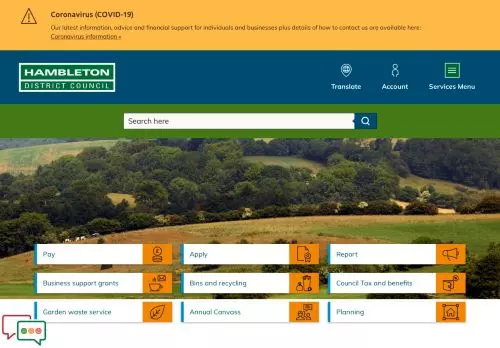 Coronavirus (COVID-19)
Our latest information, advice and financial support for individuals and businesses plus details of how to contact us are available here:
Coronavirus information »
HAMBLETON
DISTRICT COUNCIL
Translate
Account
Services Menu
Search here
Pay
Apply
Report
Business support grants
Bins and recycling
Council Tax and benefits
Garden waste service
Annual Canvass
Planning